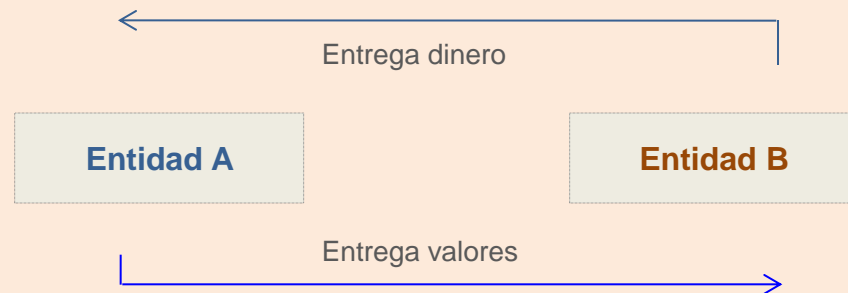 Entrega dinero
Entidad A
Entidad B
Entrega valores